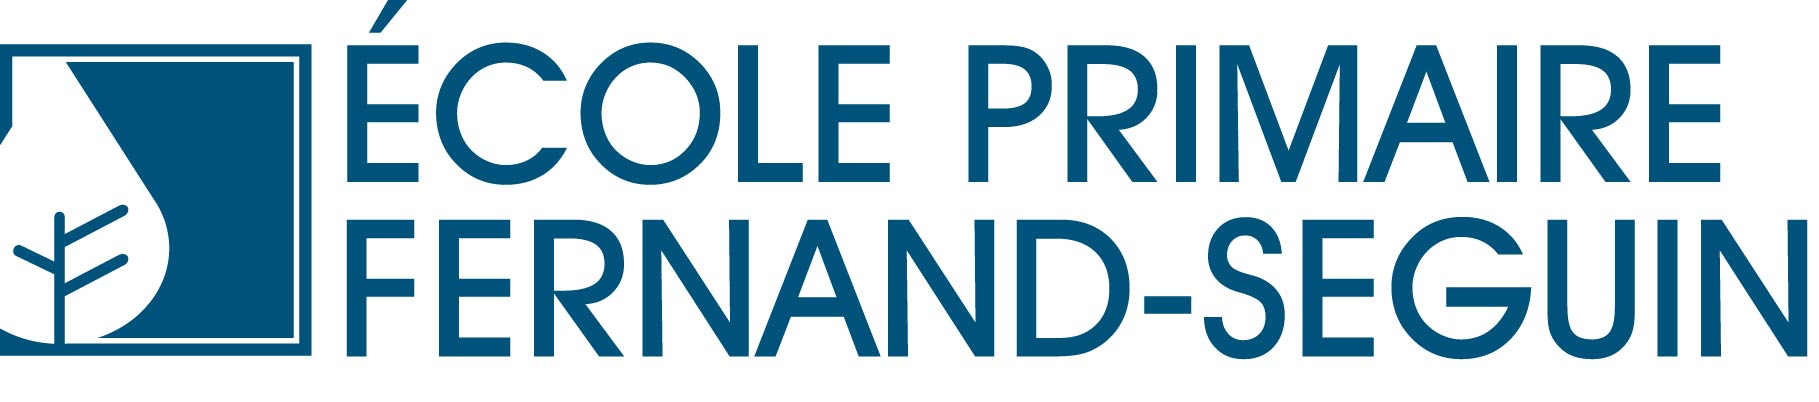 ÉCOLE PRIMAIRE
FERNAND-SEGUIN